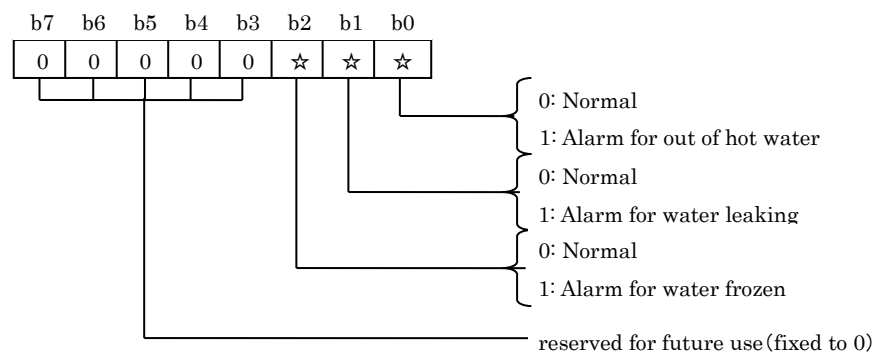 b7 b6 b5 b4 b3 b2 b1 b0
0 0 0 0 0 ☆ ☆ ☆
0: Normal
1: Alarm for out of hot water
0: Normal
1: Alarm for water leaking
0: Normal
1: Alarm for water frozen
reserved for future use(fixed to 0)